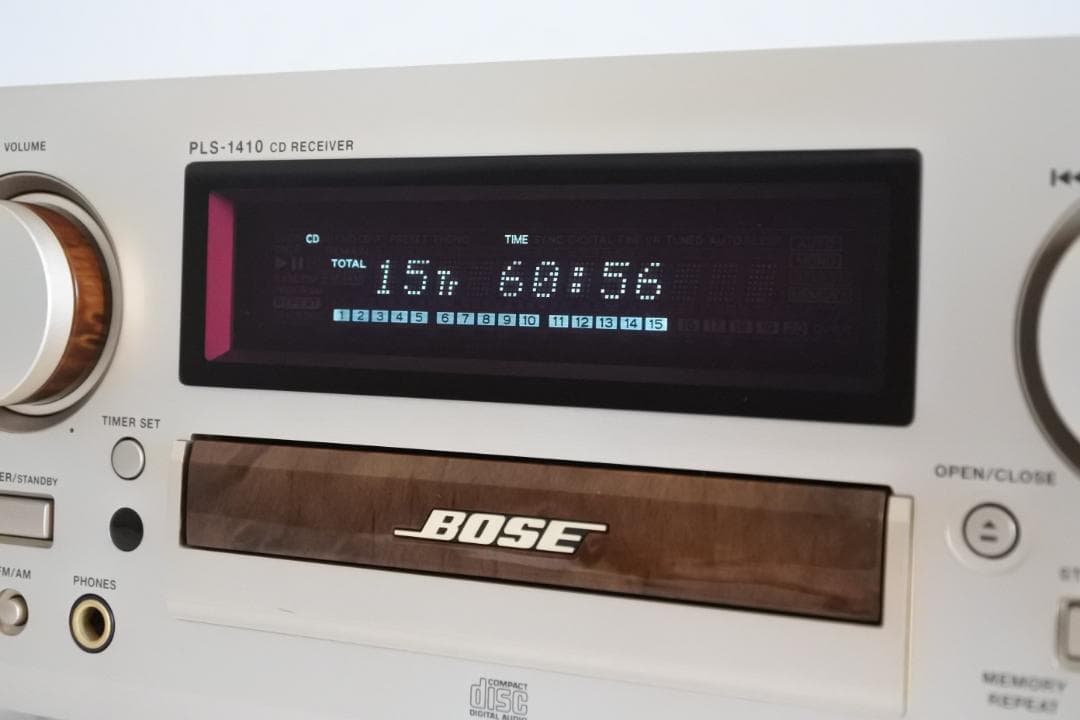 VOLUME
PLS-1410 CD RECEIVER
CD TIME
TOTAL 15Tr 60:56
1 2 3 4 5 6 7 8 9 10 11 12 13 14 15
TIMER SET
ER/STANDBY
FM/AM
PHONES
BOSE
OPEN/CLOSE
MEMORY
REPEAT
COMPACT
disc
DIGITAL AUDIO